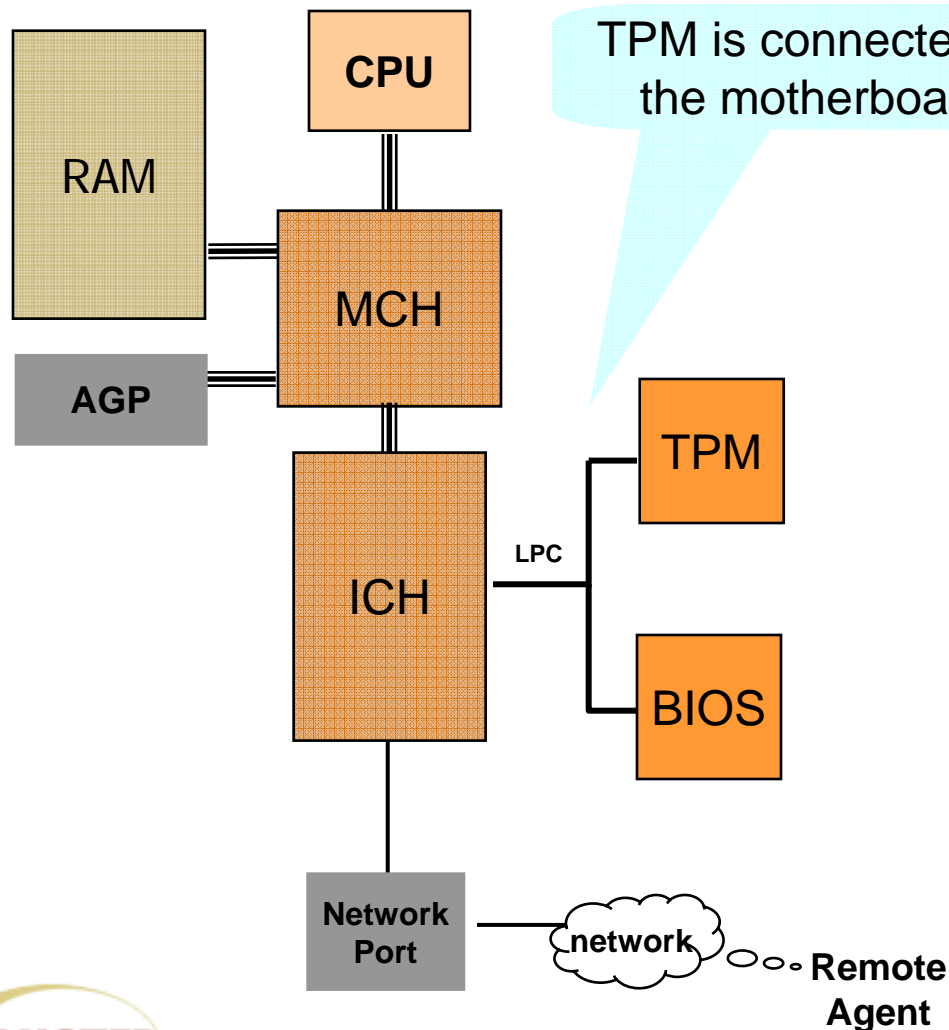 TPM is connecte
the motherboa
CPU
RAM
MCH
AGP
TPM
LPC
ICH
BIOS
Network
Port
network
Remote
Agent